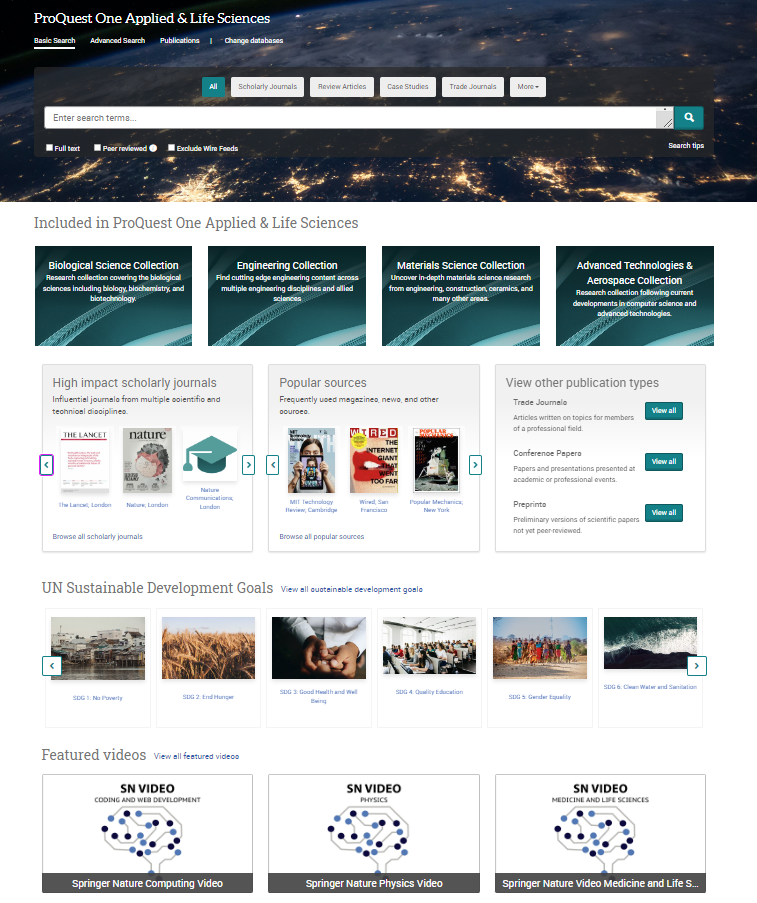 ProQuest One Applied & Life Sciences
Basic Search Advanced Search Publications | Change databases
All Scholarly Journals Review Articles Case Studies Trade Journals More
Enter search terms...
Full text Peer reviewed Exclude Wire Feeds Search tips
Included in ProQuest One Applied & Life Sciences
Biological Science Collection
Research collection covering the biological
sciences including biology, biochemistry, and
biotechnology.
Engineering Collection
Find cutting edge engineering content across
multiple engineering disciplines and allied
sciences
Materials Science Collection
Uncover in-depth materials science research
from engineering, construction, ceramics, and
many other areas.
Advanced Technologies &
Aerospace Collection
Research collection following current
developments in computer science and
advanced technologies.
High impact scholarly journals
Influential journals from multiple scientific and
technical disciplines.
THE LANCET
nature
The Lancet, London
Nature, London
Nature
Communications,
London
Browse all scholarly journals
Popular sources
Frequently used magazines, news, and other
sources.
MIT
Technology
Review
WIRED
THE
INTERNET
GIANT
THAT
WENT
TOO FAR
POPULAR
MECHANICS
MIT Technology
Review, Cambridge
Wired, San
Francisco
Popular Mechanics,
New York
Browse all popular sources
View other publication types
Trade Journals
Articles written on topics for members
of a professional field.
View all
Conference Papers
Papers and presentations presented at
academic or professional events.
View all
Preprints
Preliminary versions of scientific papers
not yet peer-reviewed.
View all
UN Sustainable Development Goals View all sustainable development goals
SDG 1: No Poverty
SDG 2: End Hunger
SDG 3: Good Health and Well
Being
SDG 4: Quality Education
SDG 5: Gender Equality
SDG 6: Clean Water and Sanitation
Featured videos View all featured videos
SN VIDEO
CODING AND WEB DEVELOPMENT
Springer Nature Computing Video
SN VIDEO
PHYSICS
Springer Nature Physics Video
SN VIDEO
MEDICINE AND LIFE SCIENCES
Springer Nature Video Medicine and Life S...